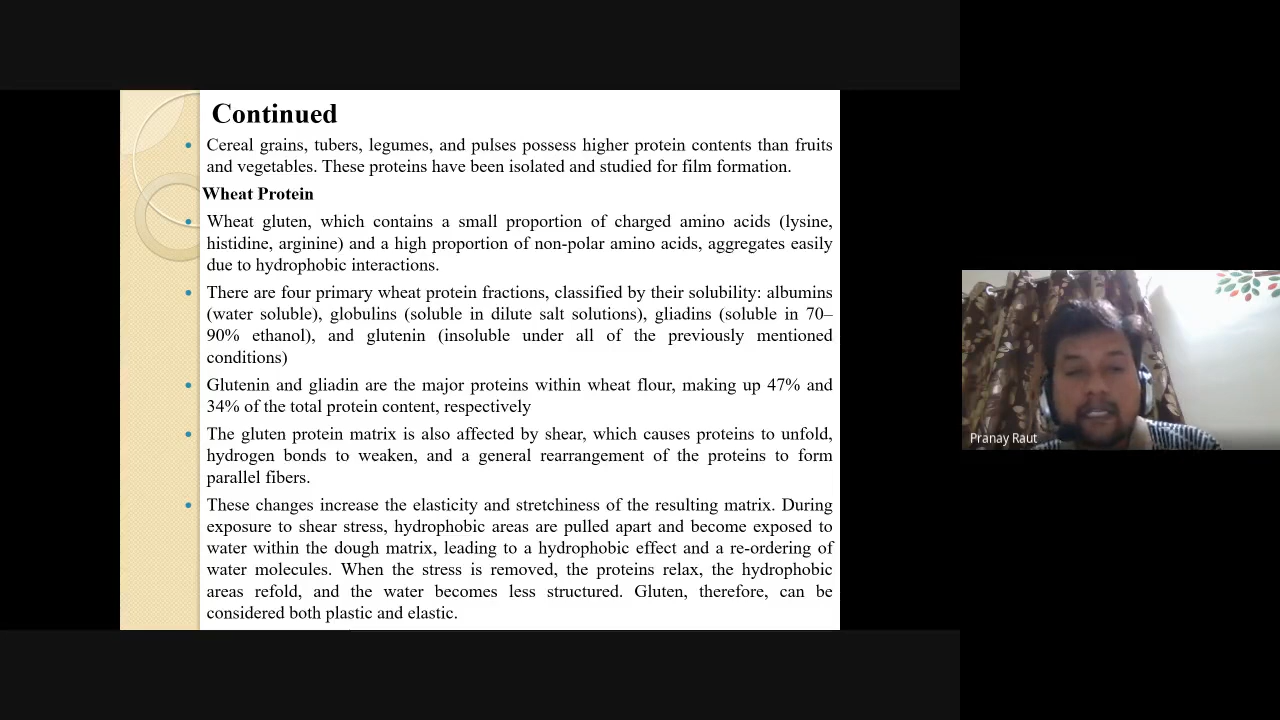 Continued
Cereal grains, tubers, legumes, and pulses possess higher protein contents than fruits
and vegetables. These proteins have been isolated and studied for film formation.
Wheat Protein
Wheat gluten, which contains a small proportion of charged amino acids (lysine,
histidine, arginine) and a high proportion of non-polar amino acids, aggregates easily
due to hydrophobic interactions.
There are four primary wheat protein fractions, classified by their solubility: albumins
(water soluble), globulins (soluble in dilute salt solutions), gliadins (soluble in 70–
90% ethanol), and glutenin (insoluble under all of the previously mentioned
conditions)
Glutenin and gliadin are the major proteins within wheat flour, making up 47% and
34% of the total protein content, respectively
The gluten protein matrix is also affected by shear, which causes proteins to unfold,
hydrogen bonds to weaken, and a general rearrangement of the proteins to form
parallel fibers.
These changes increase the elasticity and stretchiness of the resulting matrix. During
exposure to shear stress, hydrophobic areas are pulled apart and become exposed to
water within the dough matrix, leading to a hydrophobic effect and a re-ordering of
water molecules. When the stress is removed, the proteins relax, the hydrophobic
areas refold, and the water becomes less structured. Gluten, therefore, can be
considered both plastic and elastic.
Pranay Raut